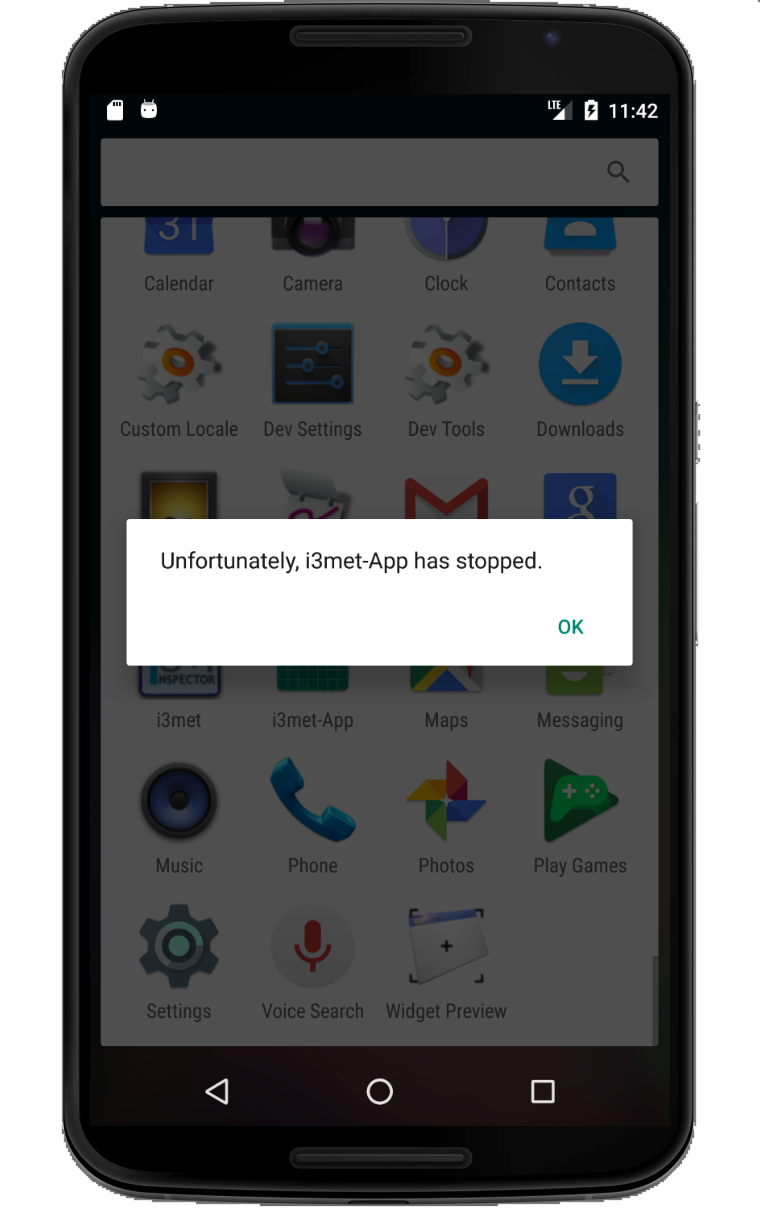 LTE 11:42
31
Calendar Camera Clock Contacts
Custom Locale Dev Settings Dev Tools Downloads
g
Unfortunately, i3met-App has stopped.
OK
INSPECTOR
i3met i3met-App Maps Messaging
Music Phone Photos Play Games
Settings Voice Search Widget Preview